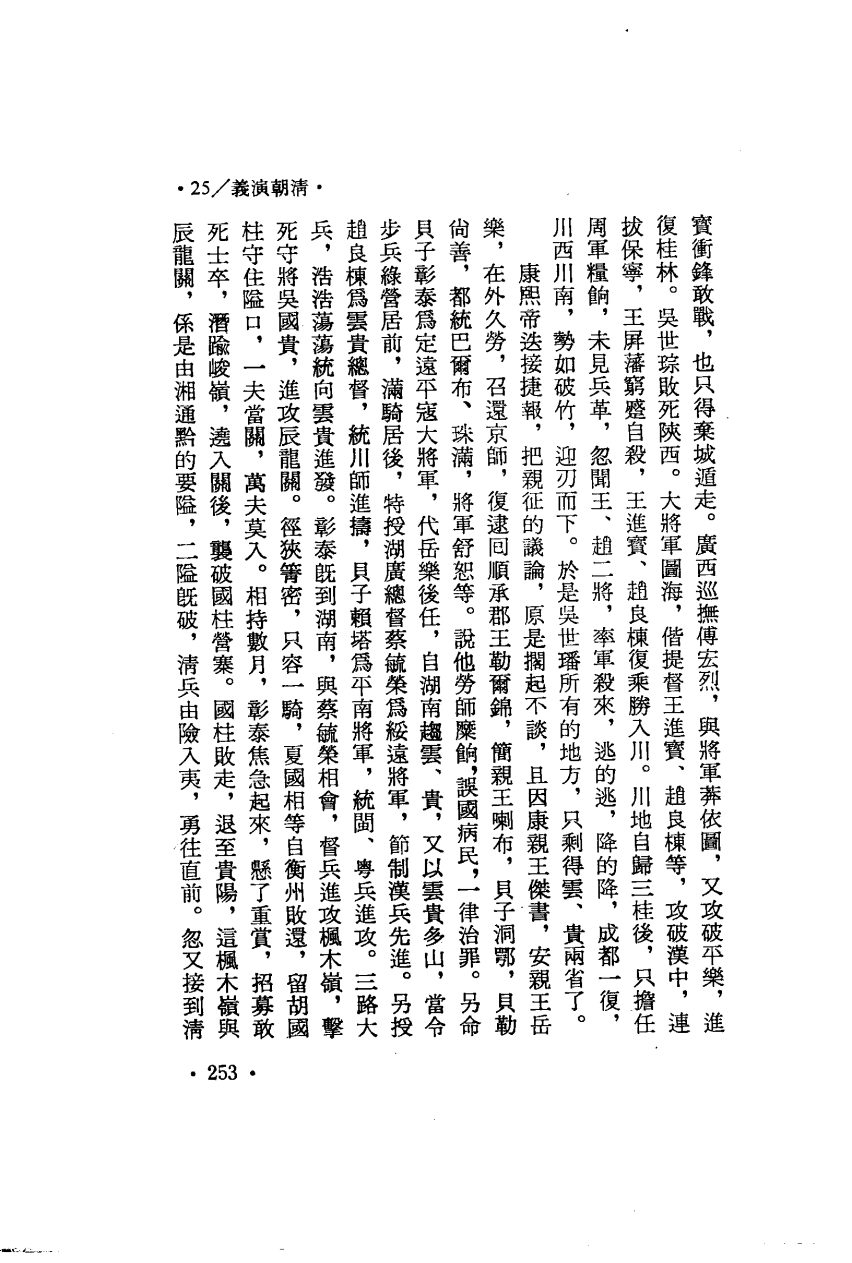 •25／義演朝清•
寶衝鋒敢戰，也只得棄城遁走。廣西巡撫傅宏烈，與將軍莽依圖，又攻破平樂，進
復桂林。吳世琮敗死陝西。大將軍圖海，偕提督王進寶、趙良棟等，攻破漢中，連
拔保寧，王屏藩窮蹙自殺，王進寶、趙良棟復乘勝入川。川地自歸三桂後，只擔任
周軍糧餉，未見兵革，忽聞王、趙二將，率軍殺來，逃的逃，降的降，成都一復，
川西川南，勢如破竹，迎刃而下。於是吳世璠所有的地方，只剩得雲、貴兩省了。
康熙帝迭接捷報，把親征的議論，原是擱起不談，且因康親王傑書，安親王岳
樂，在外久勞，召還京師，復逮囘順承郡王勒爾錦，簡親王喇布，貝子洞鄂，貝勒
尙善，都統巴爾布、珠滿，將軍舒恕等。說他勞師糜餉，誤國病民，一律治罪。另命
貝子彰泰爲定遠平寇大將軍，代岳樂後任，自湖南趨雲、貴，又以雲貴多山，當令
步兵綠營居前，滿騎居後，特授湖廣總督蔡毓榮爲綏遠將軍，節制漢兵先進。另授
趙良棟爲雲貴總督，統川師進擣，貝子賴塔爲平南將軍，統閩、粵兵進攻。三路大
兵，浩浩蕩蕩統向雲貴進發。彰泰旣到湖南，與蔡毓榮相會，督兵進攻楓木嶺，擊
死守將吳國貴，進攻辰龍關。徑狹箐密，只容一騎，夏國相等自衡州敗還，留胡國
柱守住隘口，一夫當關，萬夫莫入。相持數月，彰泰焦急起來，懸了重賞，招募敢
死士卒，潛踰峻嶺，遶入關後，襲破國柱營寨。國柱敗走，退至貴陽，這楓木嶺與
辰龍關，係是由湘通黔的要隘，二隘旣破，淸兵由險入夷，勇往直前。忽又接到淸
•253•